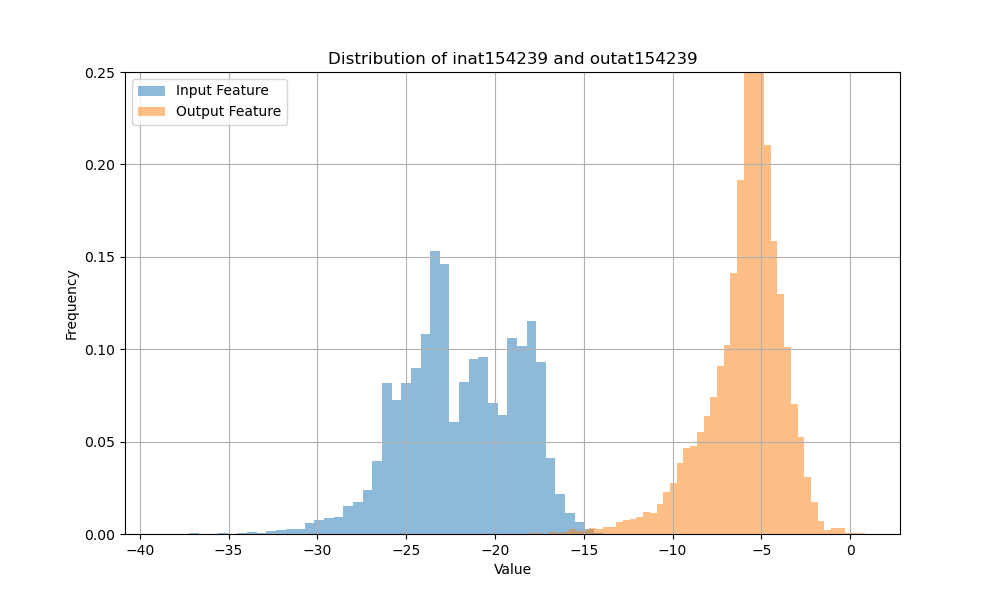 Distribution of inat154239 and outat154239
Input Feature
Output Feature
Frequency
0.25
0.20
0.15
0.10
0.05
0.00
−40 −35 −30 −25 −20 −15 −10 −5 0
Value